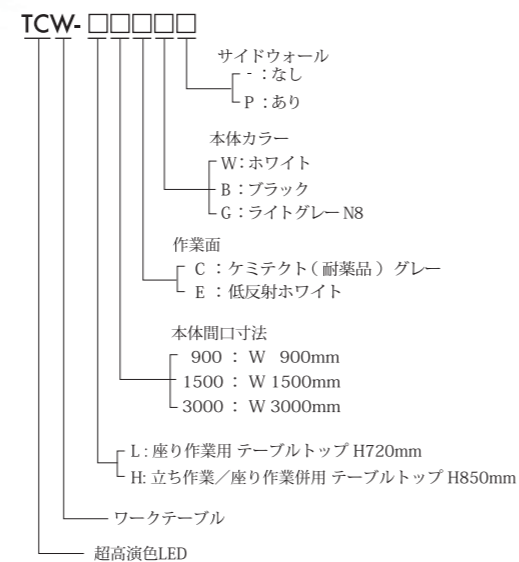 TCW-□□□□□
サイドウォール
- ：なし
P ：あり
本体カラー
W：ホワイト
B ：ブラック
G ：ライトグレー N8
作業面
C ：ケミテクト ( 耐薬品 ） グレー
E ：低反射ホワイト
本体間口寸法
900 ： W 900mm
1500 ： W 1500mm
3000 ： W 3000mm
L : 座り作業用 テーブルトップ H720mm
H: 立ち作業／座り作業併用 テーブルトップ H850mm
ワークテーブル
超高演色LED